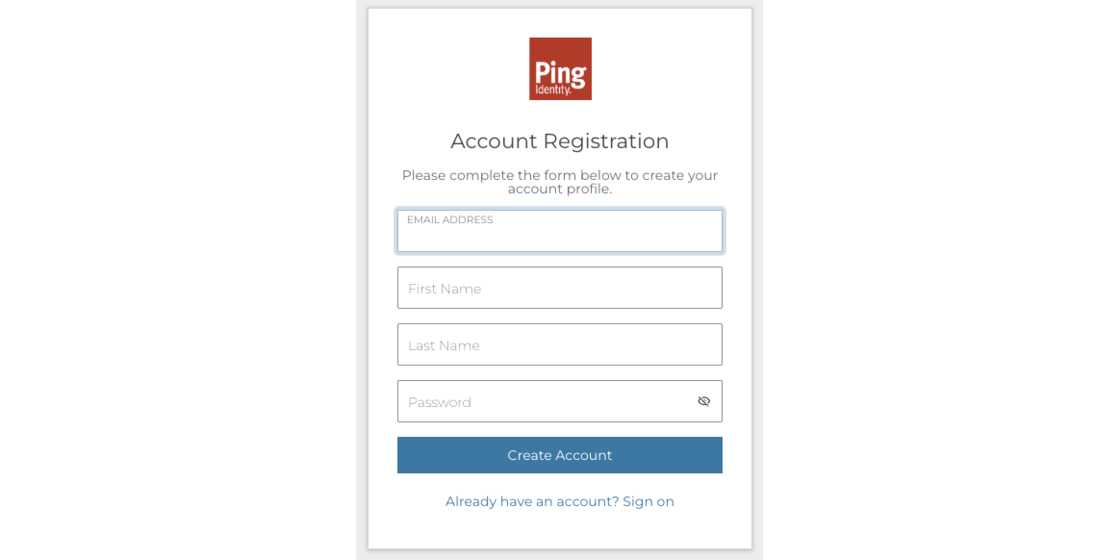 Ping
Identity.
Account Registration
Please complete the form below to create your
account profile.
EMAIL ADDRESS
First Name
Last Name
Password
Create Account
Already have an account? Sign on